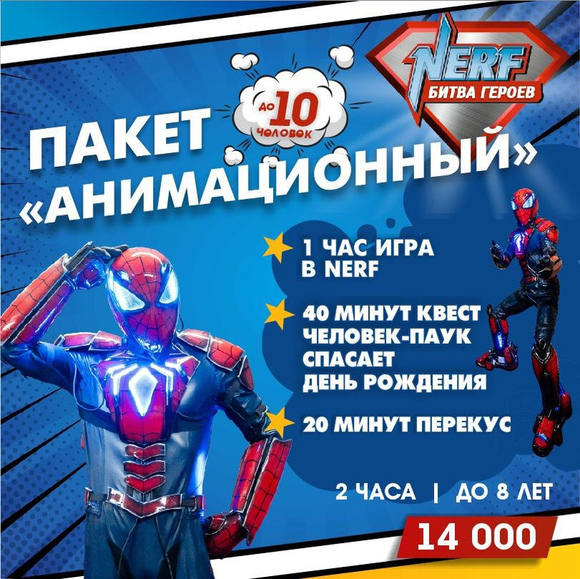 NERF
БИТВА ГЕРОЕВ
ДО 10
ЧЕЛОВЕК
ПАКЕТ
«АНИМАЦИОННЫЙ»
1 ЧАС ИГРА
В NERF
40 МИНУТ КВЕСТ
ЧЕЛОВЕК-ПАУК
СПАСАЕТ
ДЕНЬ РОЖДЕНИЯ
20 МИНУТ ПЕРЕКУС
2 ЧАСА | ДО 8 ЛЕТ
14 000